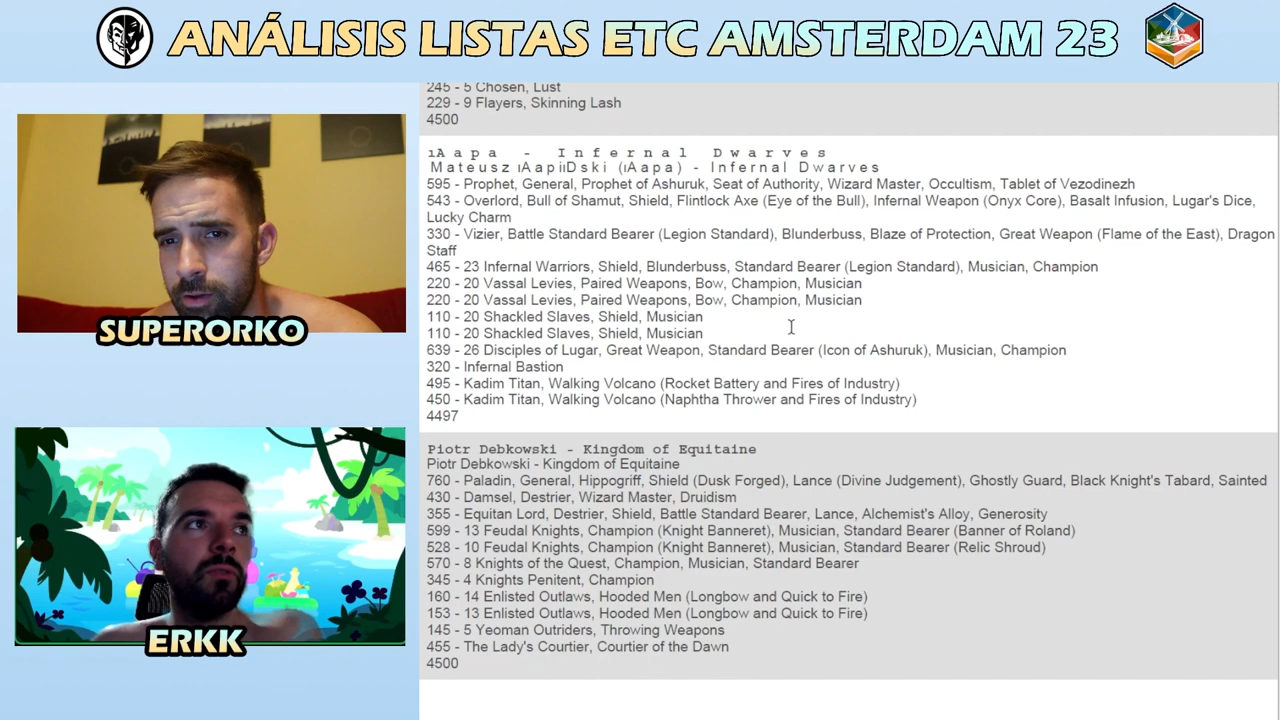 ANÁLISIS LISTAS ETC AMSTERDAM 23
245 - 5 Chosen, Lust
229 - 9 Flayers, Skinning Lash
4500
ıAapa - Infernal Dwarves
Mateusz ıAapiıDski (ıAapa) - Infernal Dwarves
595 - Prophet, General, Prophet of Ashuruk, Seat of Authority, Wizard Master, Occultism, Tablet of Vezodinezh
543 - Overlord, Bull of Shamut, Shield, Flintlock Axe (Eye of the Bull), Infernal Weapon (Onyx Core), Basalt Infusion, Lugar's Dice,
Lucky Charm
330 - Vizier, Battle Standard Bearer (Legion Standard), Blunderbuss, Blaze of Protection, Great Weapon (Flame of the East), Dragon
Staff
465 - 23 Infernal Warriors, Shield, Blunderbuss, Standard Bearer (Legion Standard), Musician, Champion
220 - 20 Vassal Levies, Paired Weapons, Bow, Champion, Musician
220 - 20 Vassal Levies, Paired Weapons, Bow, Champion, Musician
110 - 20 Shackled Slaves, Shield, Musician
110 - 20 Shackled Slaves, Shield, Musician
639 - 26 Disciples of Lugar, Great Weapon, Standard Bearer (Icon of Ashuruk), Musician, Champion
320 - Infernal Bastion
495 - Kadim Titan, Walking Volcano (Rocket Battery and Fires of Industry)
450 - Kadim Titan, Walking Volcano (Naphtha Thrower and Fires of Industry)
4497
Piotr Debkowski - Kingdom of Equitaine
Piotr Debkowski - Kingdom of Equitaine
760 - Paladin, General, Hippogriff, Shield (Dusk Forged), Lance (Divine Judgement), Ghostly Guard, Black Knight's Tabard, Sainted
430 - Damsel, Destrier, Wizard Master, Druidism
355 - Equitan Lord, Destrier, Shield, Battle Standard Bearer, Lance, Alchemist's Alloy, Generosity
599 - 13 Feudal Knights, Champion (Knight Banneret), Musician, Standard Bearer (Banner of Roland)
528 - 10 Feudal Knights, Champion (Knight Banneret), Musician, Standard Bearer (Relic Shroud)
570 - 8 Knights of the Quest, Champion, Musician, Standard Bearer
345 - 4 Knights Penitent, Champion
160 - 14 Enlisted Outlaws, Hooded Men (Longbow and Quick to Fire)
153 - 13 Enlisted Outlaws, Hooded Men (Longbow and Quick to Fire)
145 - 5 Yeoman Outriders, Throwing Weapons
455 - The Lady's Courtier, Courtier of the Dawn
4500
SUPERORKO
ERKK